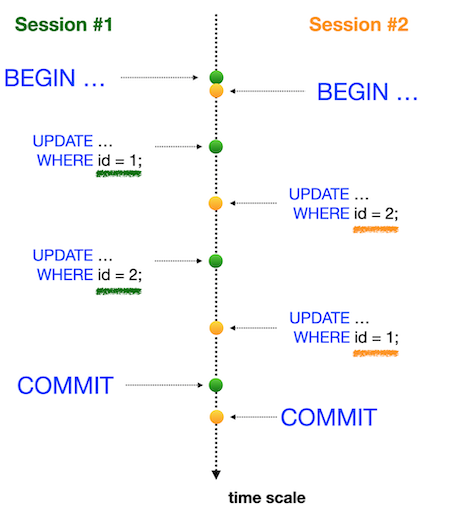 Session #1
Session #2
BEGIN …
BEGIN …
UPDATE …
WHERE id = 1;
UPDATE …
WHERE id = 2;
UPDATE …
WHERE id = 2;
UPDATE …
WHERE id = 1;
COMMIT
COMMIT
time scale